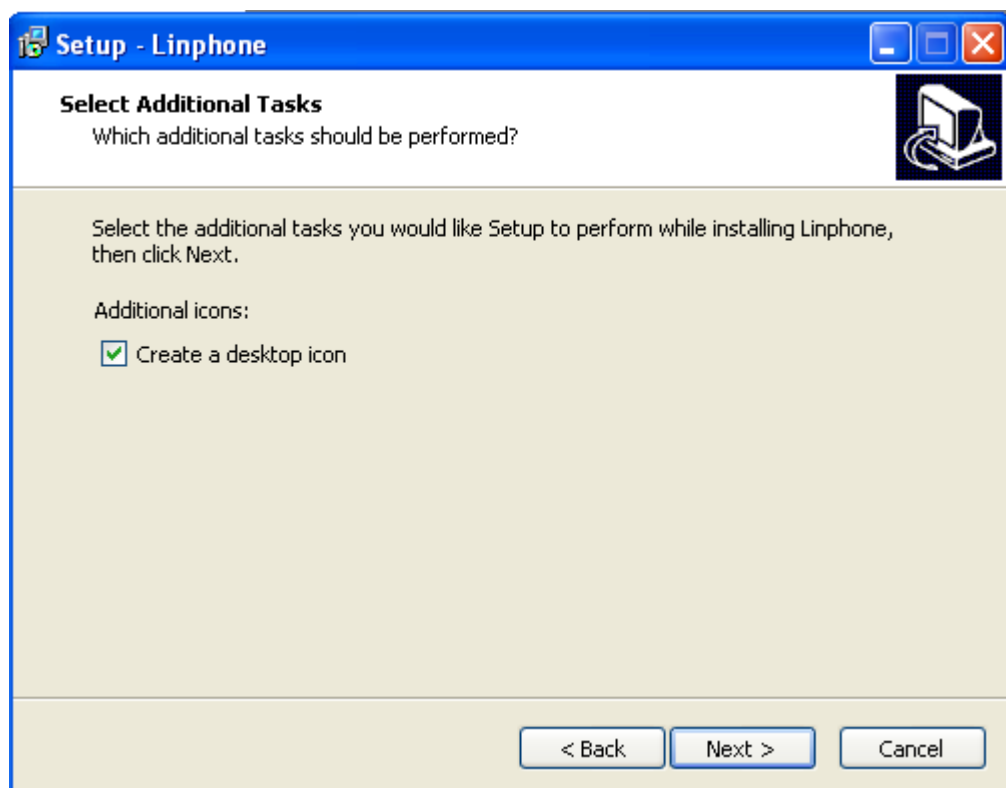 Setup - Linphone
Select Additional Tasks
Which additional tasks should be performed?
Select the additional tasks you would like Setup to perform while installing Linphone,
then click Next.
Additional icons:
Create a desktop icon
< Back
Next >
Cancel